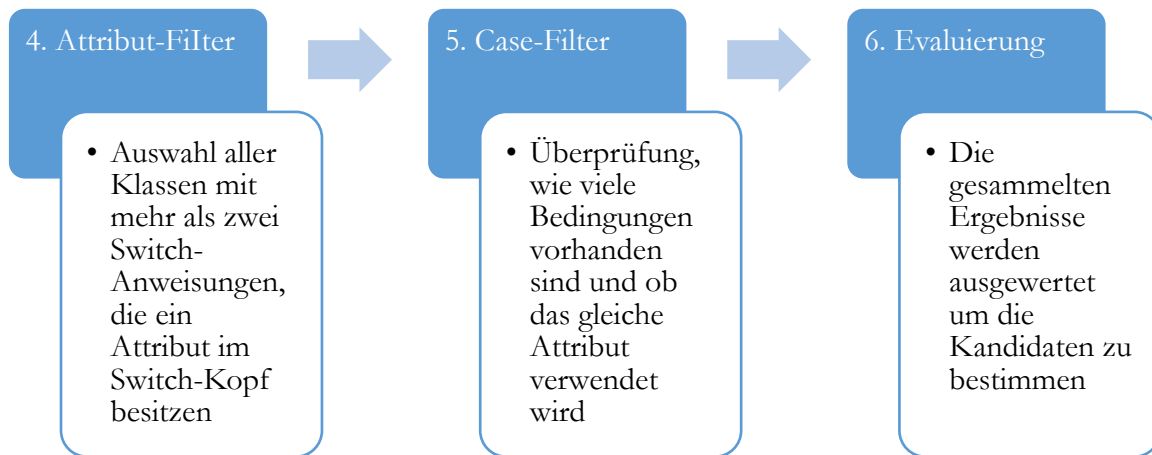 4. Attribut-Filter
• Auswahl aller
Klassen mit
mehr als zwei
Switch-
Anweisungen,
die ein
Attribut im
Switch-Kopf
besitzen
5. Case-Filter
• Überprüfung,
wie viele
Bedingungen
vorhanden
sind und ob
das gleiche
Attribut
verwendet
wird
6. Evaluierung
• Die
gesammelten
Ergebnisse
werden
ausgewertet
um die
Kandidaten zu
bestimmen